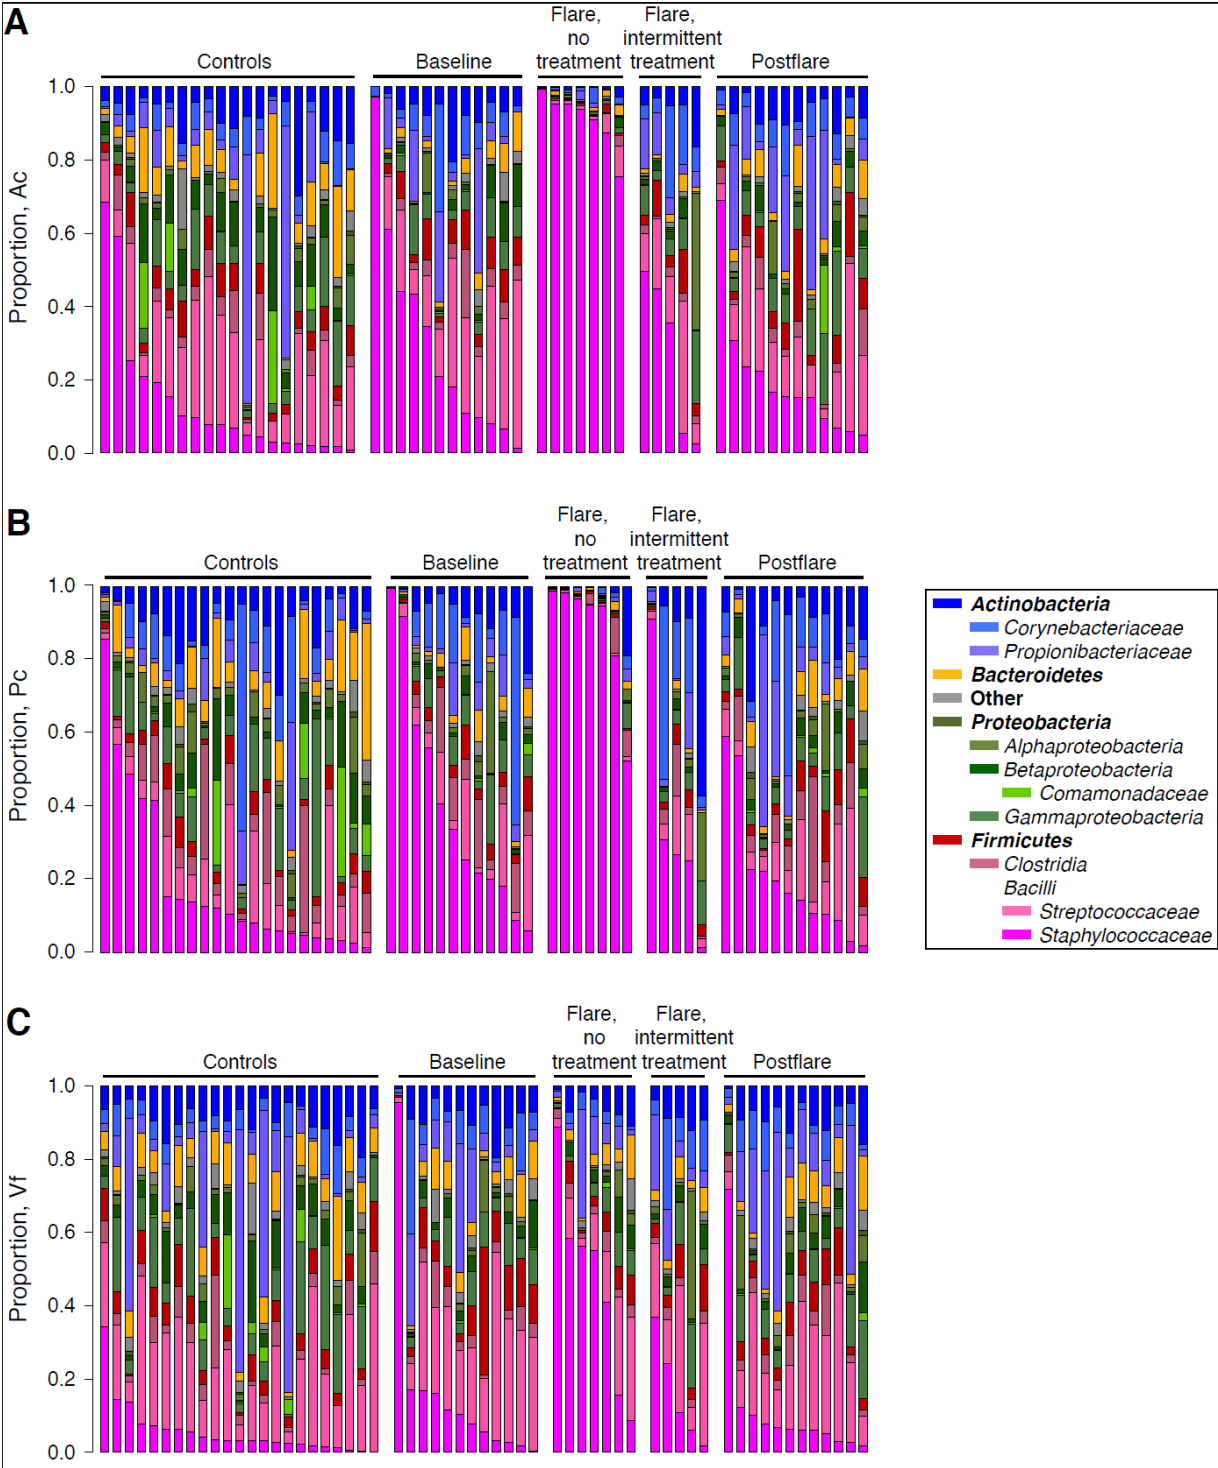 A
Flare,
no
treatment
Flare,
intermittent
treatment
Controls
Baseline
Postflare
Proportion, Ac
1.0
0.8
0.6
0.4
0.2
0.0
B
Flare,
no
treatment
Flare,
intermittent
treatment
Controls
Baseline
Postflare
Proportion, Pc
1.0
0.8
0.6
0.4
0.2
0.0
Actinobacteria
Corynebacteriaceae
Propionibacteriaceae
Bacteroidetes
Other
Proteobacteria
Alphaproteobacteria
Betaproteobacteria
Comamonadaceae
Gammaproteobacteria
Firmicutes
Clostridia
Bacilli
Streptococcaceae
Staphylococcaceae
C
Flare,
no
treatment
Flare,
intermittent
treatment
Controls
Baseline
Postflare
Proportion, Vf
1.0
0.8
0.6
0.4
0.2
0.0